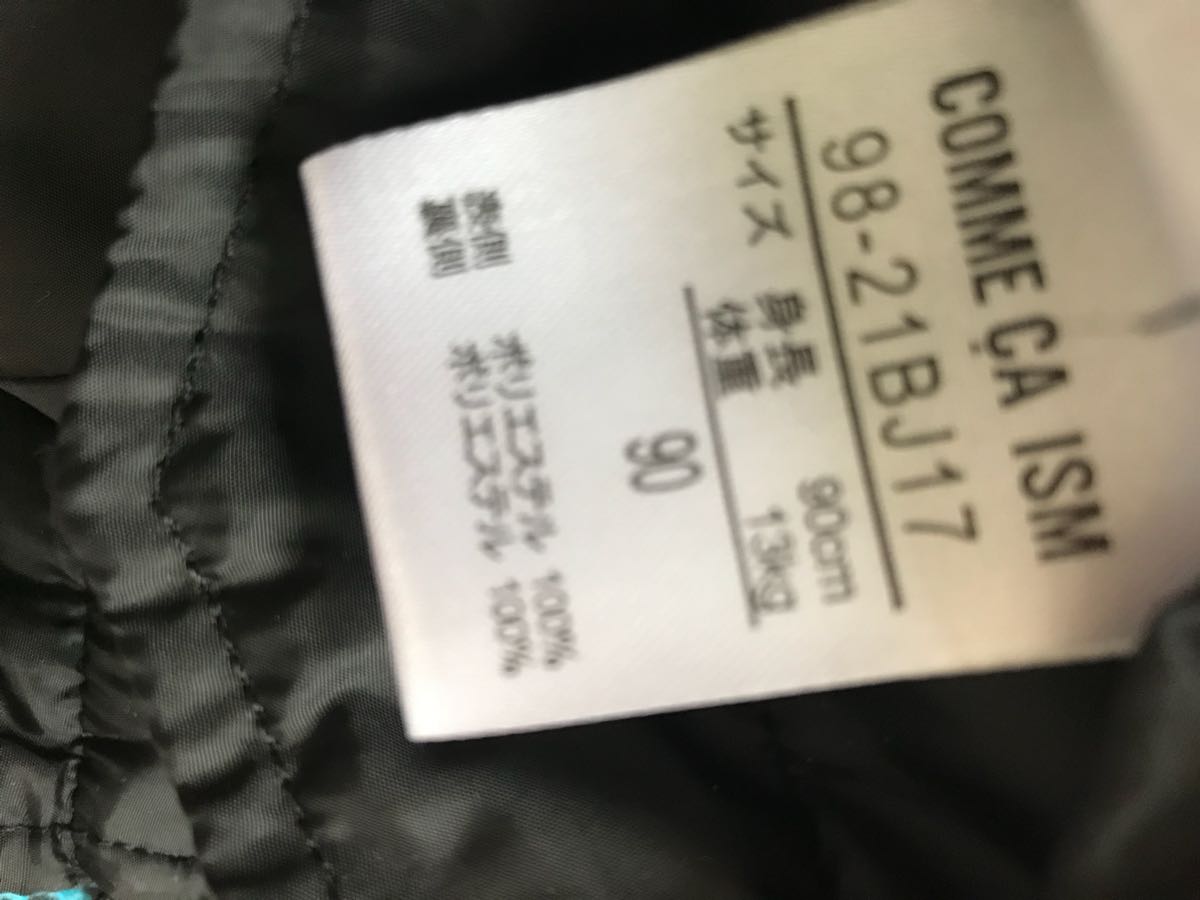 COMME ÇA ISM
98-21BJ17
サイズ 身長 90cm
体重 13kg
90
表側 ポリエステル 100%
裏側 ポリエステル 100%